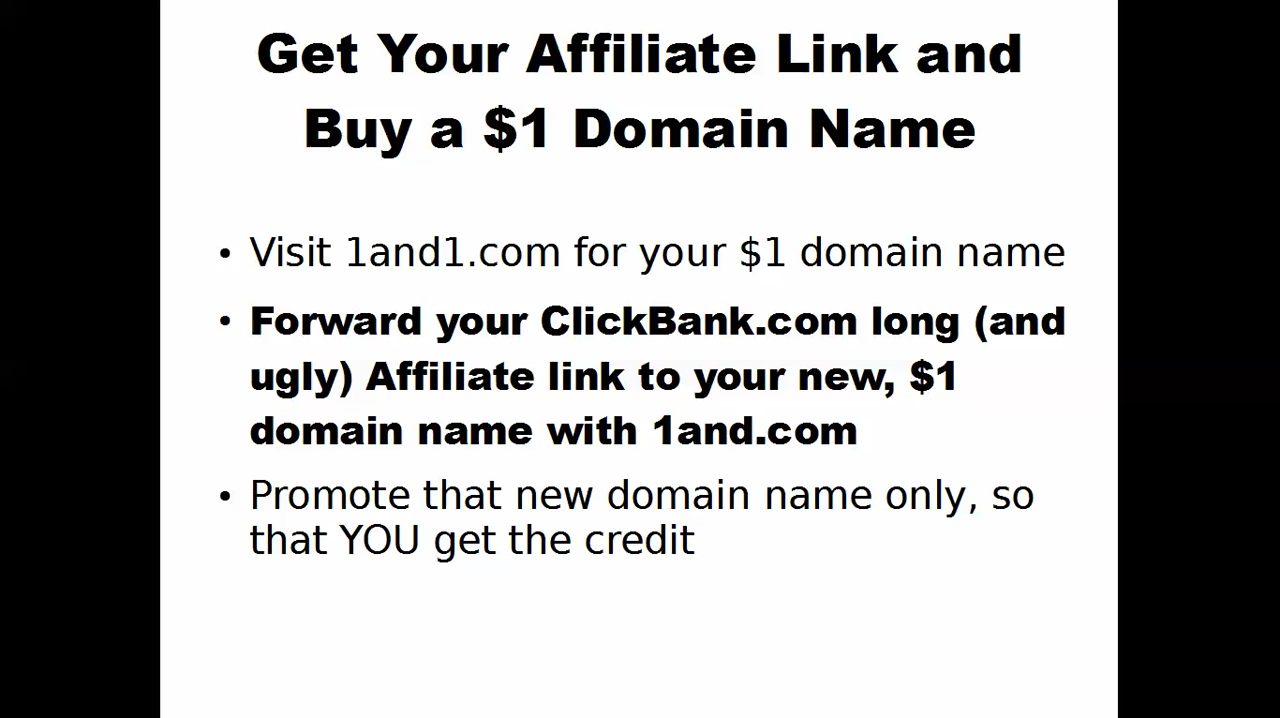 Get Your Affiliate Link and
Buy a $1 Domain Name
• Visit 1and1.com for your $1 domain name
• Forward your ClickBank.com long (and
ugly) Affiliate link to your new, $1
domain name with 1and.com
• Promote that new domain name only, so
that YOU get the credit